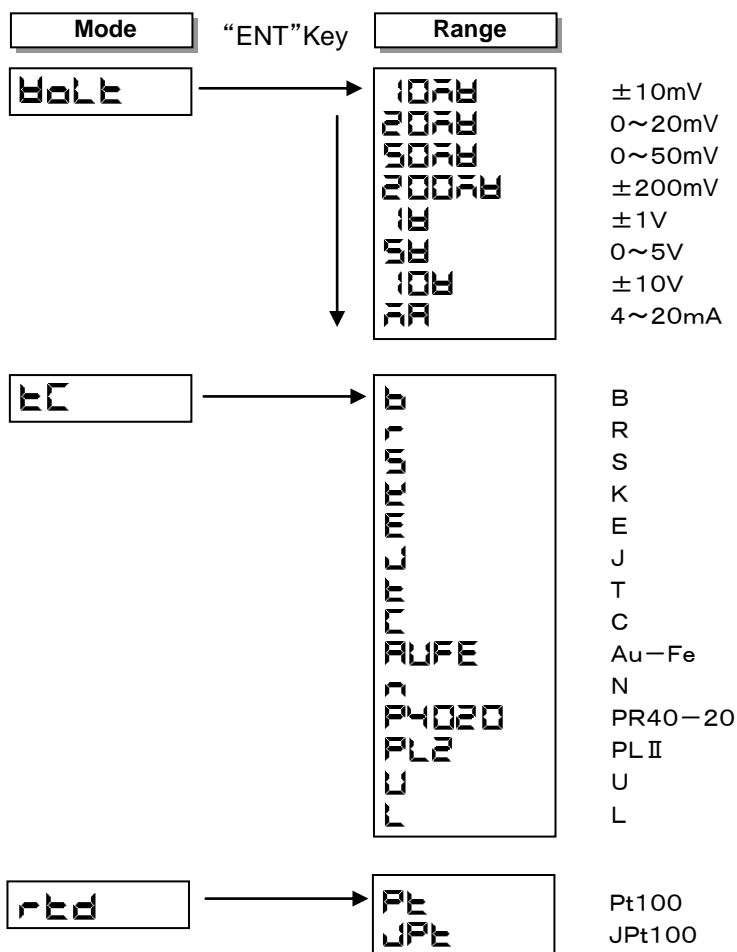 Mode “ENT”Key Range
VoLt 10mV ±10mV
20mV 0~20mV
50mV 0~50mV
200mV ±200mV
1V ±1V
5V 0~5V
10V ±10V
mA 4~20mA
tC b B
r R
S S
K K
E E
J J
t T
C C
AUFE Au−Fe
n N
P4020 PR40−20
PL2 PLⅡ
U U
L L
rtd Pt Pt100
JPt JPt100